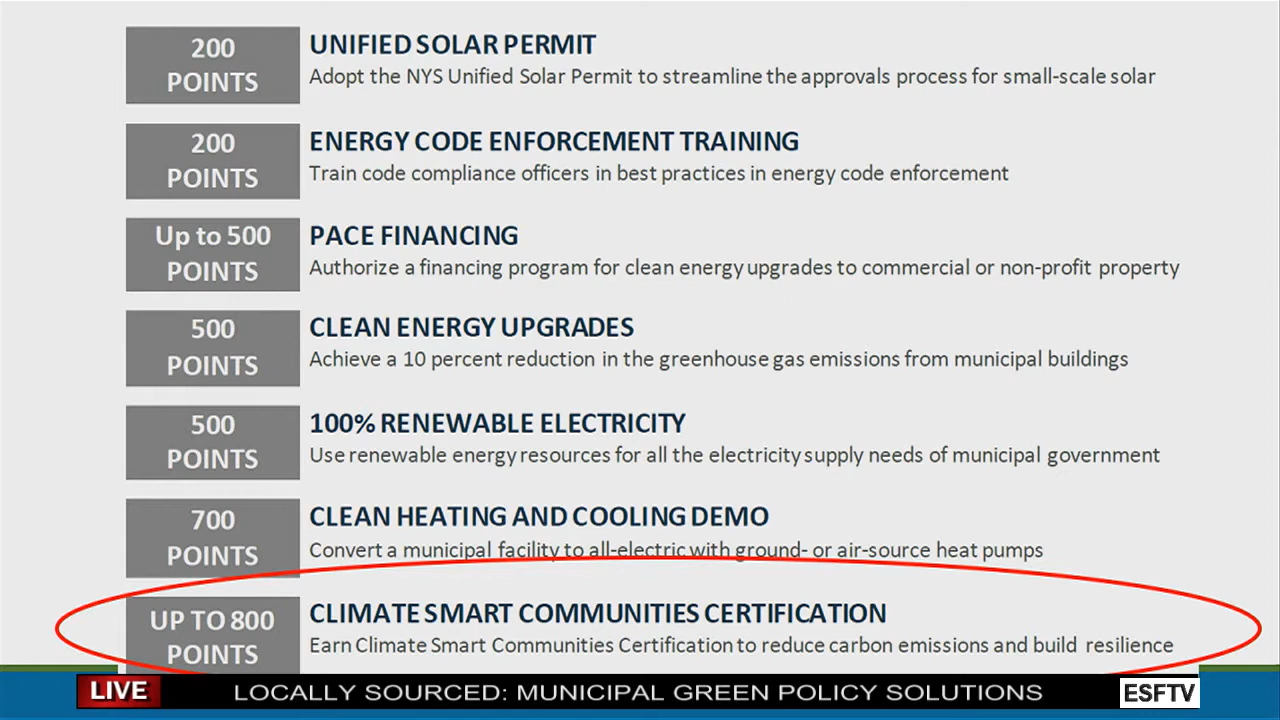 200
POINTS
UNIFIED SOLAR PERMIT
Adopt the NYS Unified Solar Permit to streamline the approvals process for small-scale solar
200
POINTS
ENERGY CODE ENFORCEMENT TRAINING
Train code compliance officers in best practices in energy code enforcement
Up to 500
POINTS
PACE FINANCING
Authorize a financing program for clean energy upgrades to commercial or non-profit property
500
POINTS
CLEAN ENERGY UPGRADES
Achieve a 10 percent reduction in the greenhouse gas emissions from municipal buildings
500
POINTS
100% RENEWABLE ELECTRICITY
Use renewable energy resources for all the electricity supply needs of municipal government
700
POINTS
CLEAN HEATING AND COOLING DEMO
Convert a municipal facility to all-electric with ground- or air-source heat pumps
UP TO 800
POINTS
CLIMATE SMART COMMUNITIES CERTIFICATION
Earn Climate Smart Communities Certification to reduce carbon emissions and build resilience
LIVE
LOCALLY SOURCED: MUNICIPAL GREEN POLICY SOLUTIONS
ESFTV